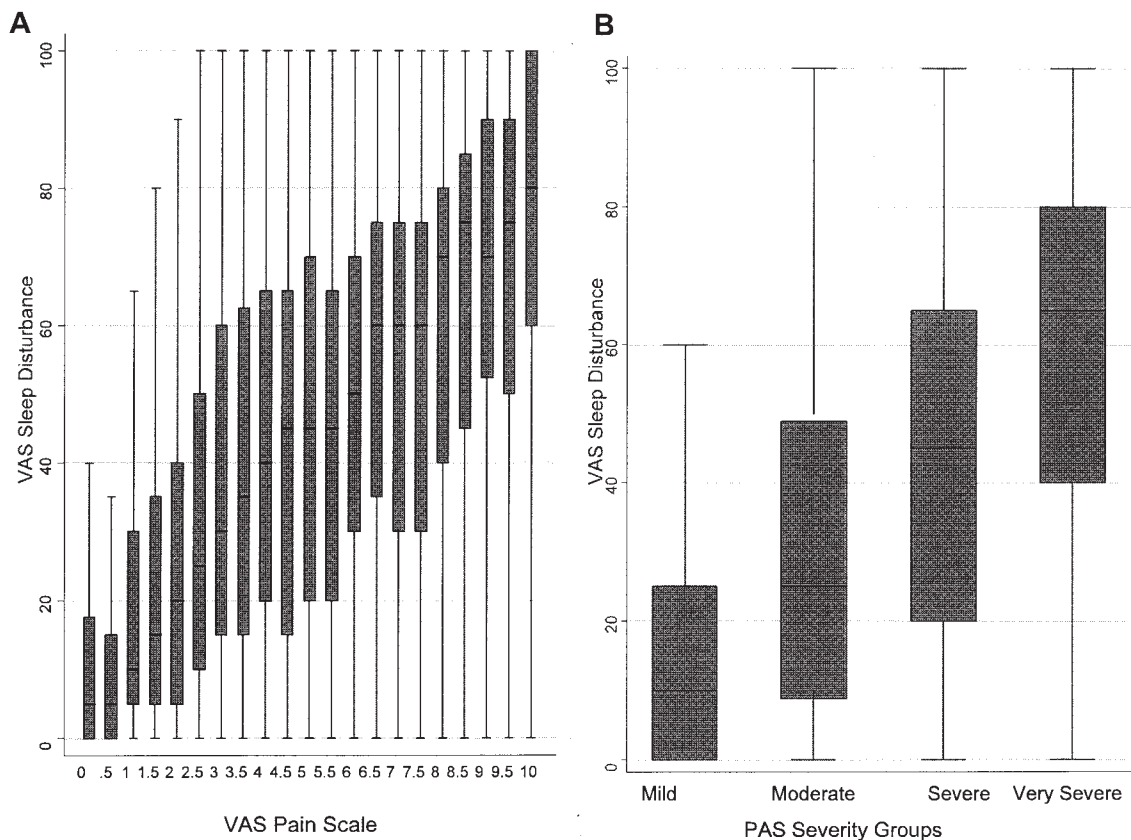 A
VAS Sleep Disturbance
100
80
60
40
20
0
0 .5 1 1.5 2 2.5 3 3.5 4 4.5 5 5.5 6 6.5 7 7.5 8 8.5 9 9.5 10
VAS Pain Scale
B
VAS Sleep Disturbance
100
80
60
40
20
0
Mild Moderate Severe Very Severe
PAS Severity Groups